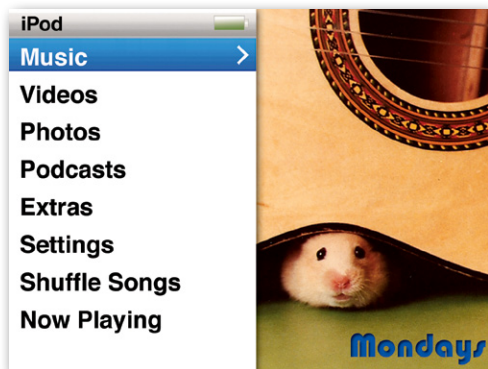 iPod
Music
Videos
Photos
Podcasts
Extras
Settings
Shuffle Songs
Now Playing
Mondays